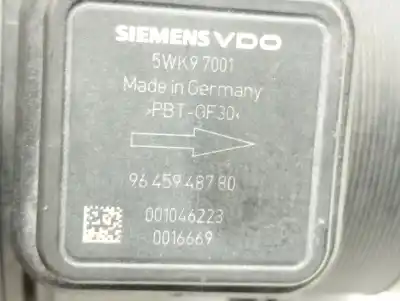 SIEMENS VDO
5WK9 7001
Made in Germany
>PBT-GF30<
96 459 487 80
001046223
0016669